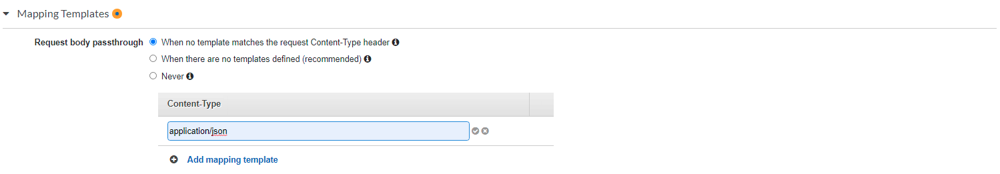 Mapping Templates
Request body passthrough When no template matches the request Content-Type header
When there are no templates defined (recommended)
Never
Content-Type
application/json
Add mapping template